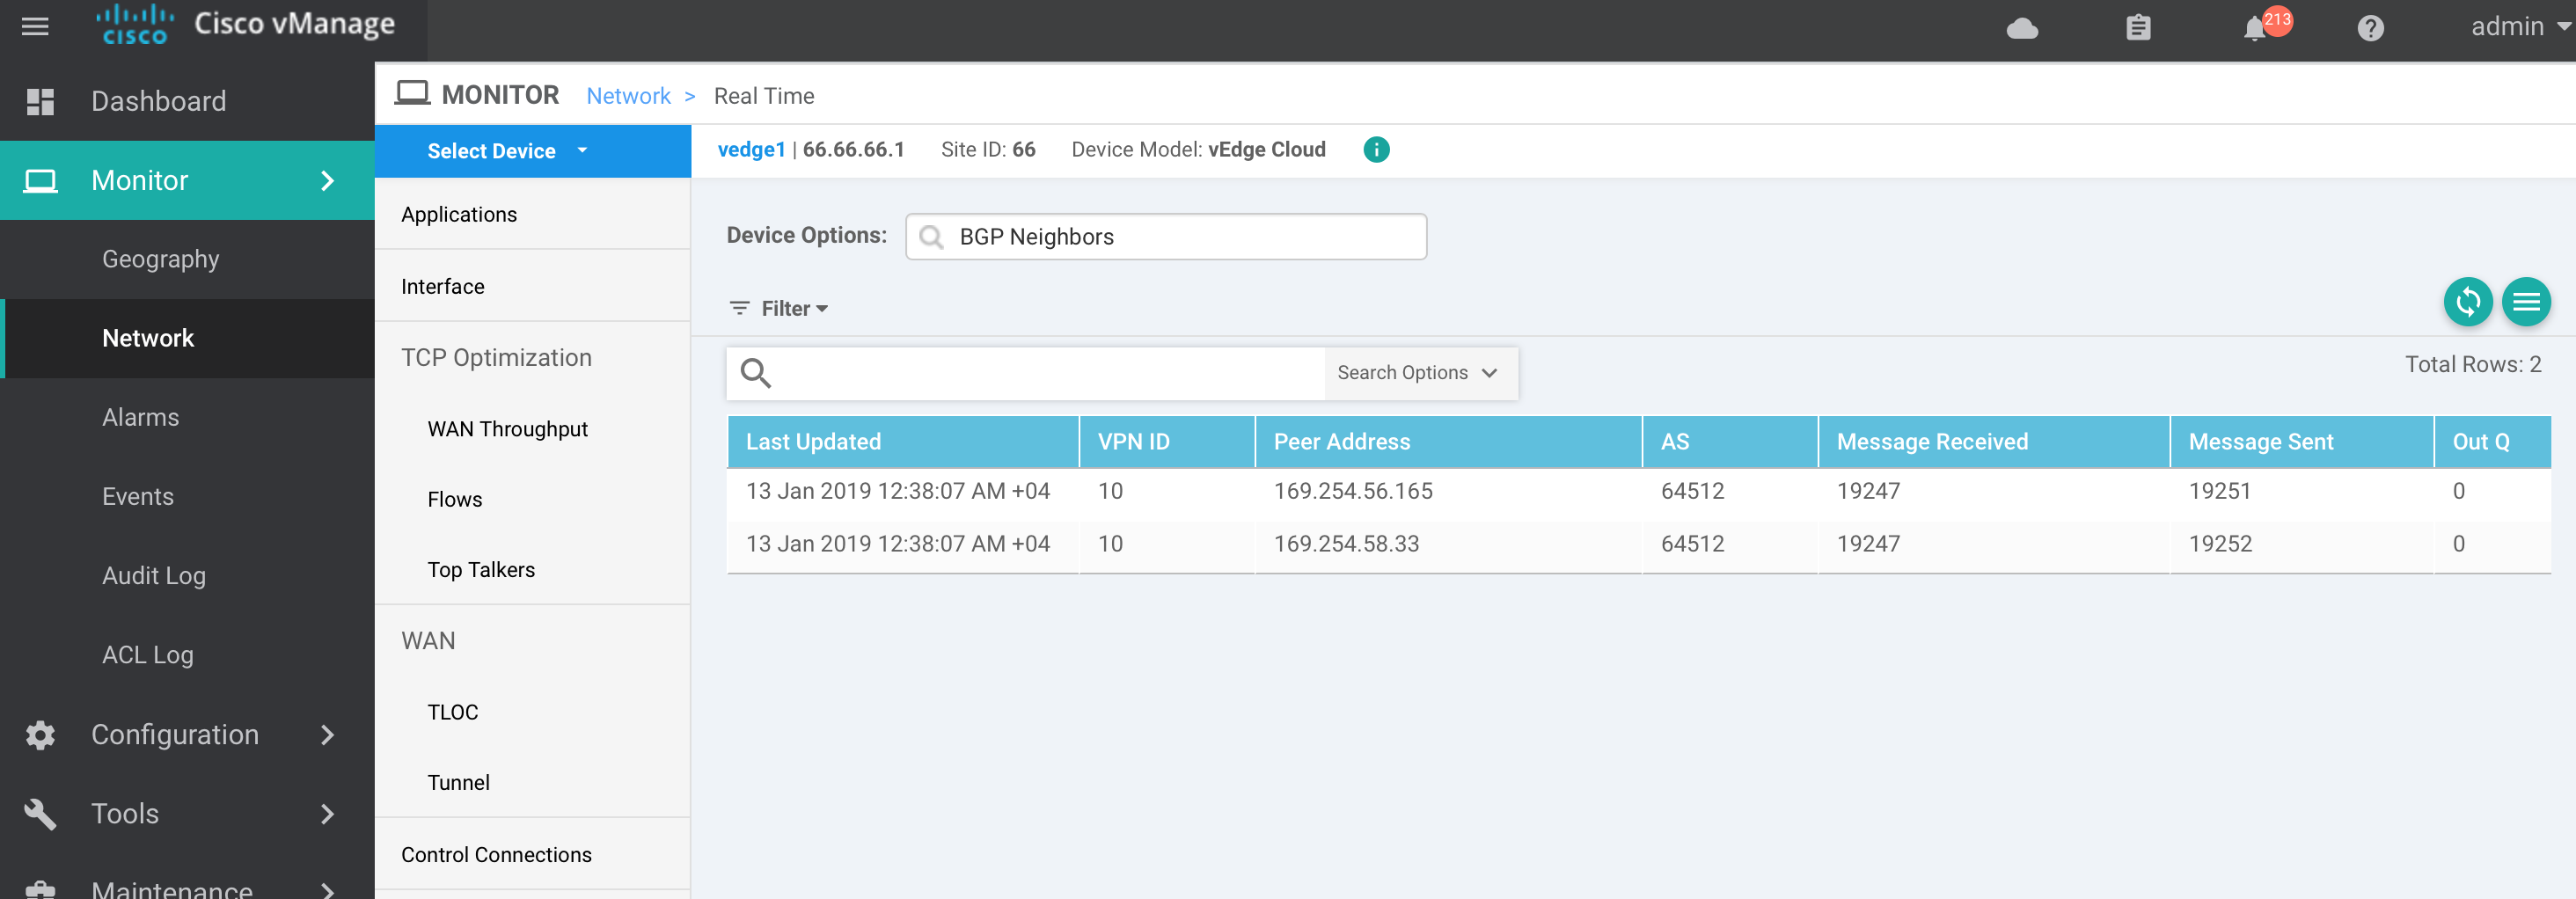 cisco Cisco vManage
213
admin
Dashboard
Monitor
Geography
Network
Alarms
Events
Audit Log
ACL Log
Configuration
Tools
Maintenance
MONITOR Network > Real Time
Select Device
vedge1 | 66.66.66.1 Site ID: 66 Device Model: vEdge Cloud i
Applications
Interface
TCP Optimization
WAN Throughput
Flows
Top Talkers
WAN
TLOC
Tunnel
Control Connections
Device Options: BGP Neighbors
Filter
Search Options
Total Rows: 2
Last Updated VPN ID Peer Address AS Message Received Message Sent Out Q
13 Jan 2019 12:38:07 AM +04 10 169.254.56.165 64512 19247 19251 0
13 Jan 2019 12:38:07 AM +04 10 169.254.58.33 64512 19247 19252 0